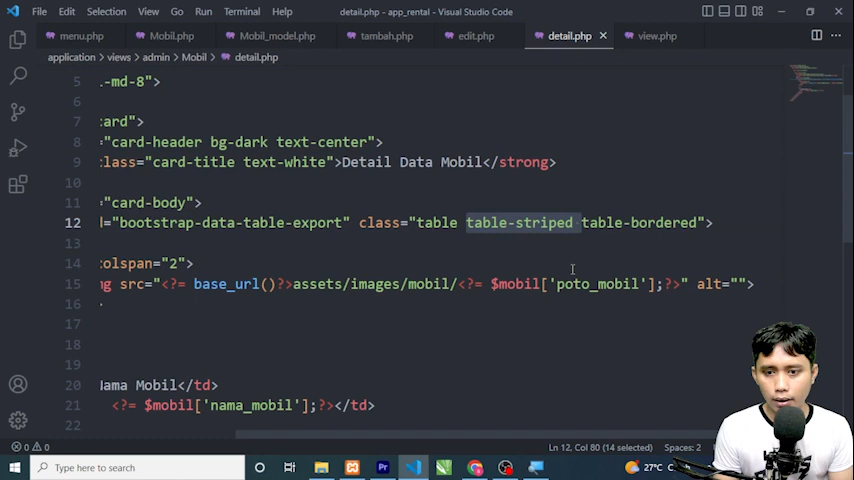 File Edit Selection View Go Run Terminal Help detail.php - app_rental - Visual Studio Code
menu.php Mobil.php Mobil_model.php tambah.php edit.php detail.php view.php
application > views > admin > Mobil > detail.php
5 .-md-8">
6
7 :ard">
8 ="card-header bg-dark text-center">
9 :lass="card-title text-white">Detail Data Mobil</strong>
10
11 ="card-body">
12 d="bootstrap-data-table-export" class="table table-striped table-bordered">
13
14 :olspan="2">
15 ng src="<?= base_url()?>assets/images/mobil/<?= $mobil['poto_mobil'];?>" alt="">
16 >
17
18
19
20 Nama Mobil</td>
21 <?= $mobil['nama_mobil'];?></td>
22
0 0 Ln 12, Col 80 (14 selected) Spaces: 2
Type here to search 27°C